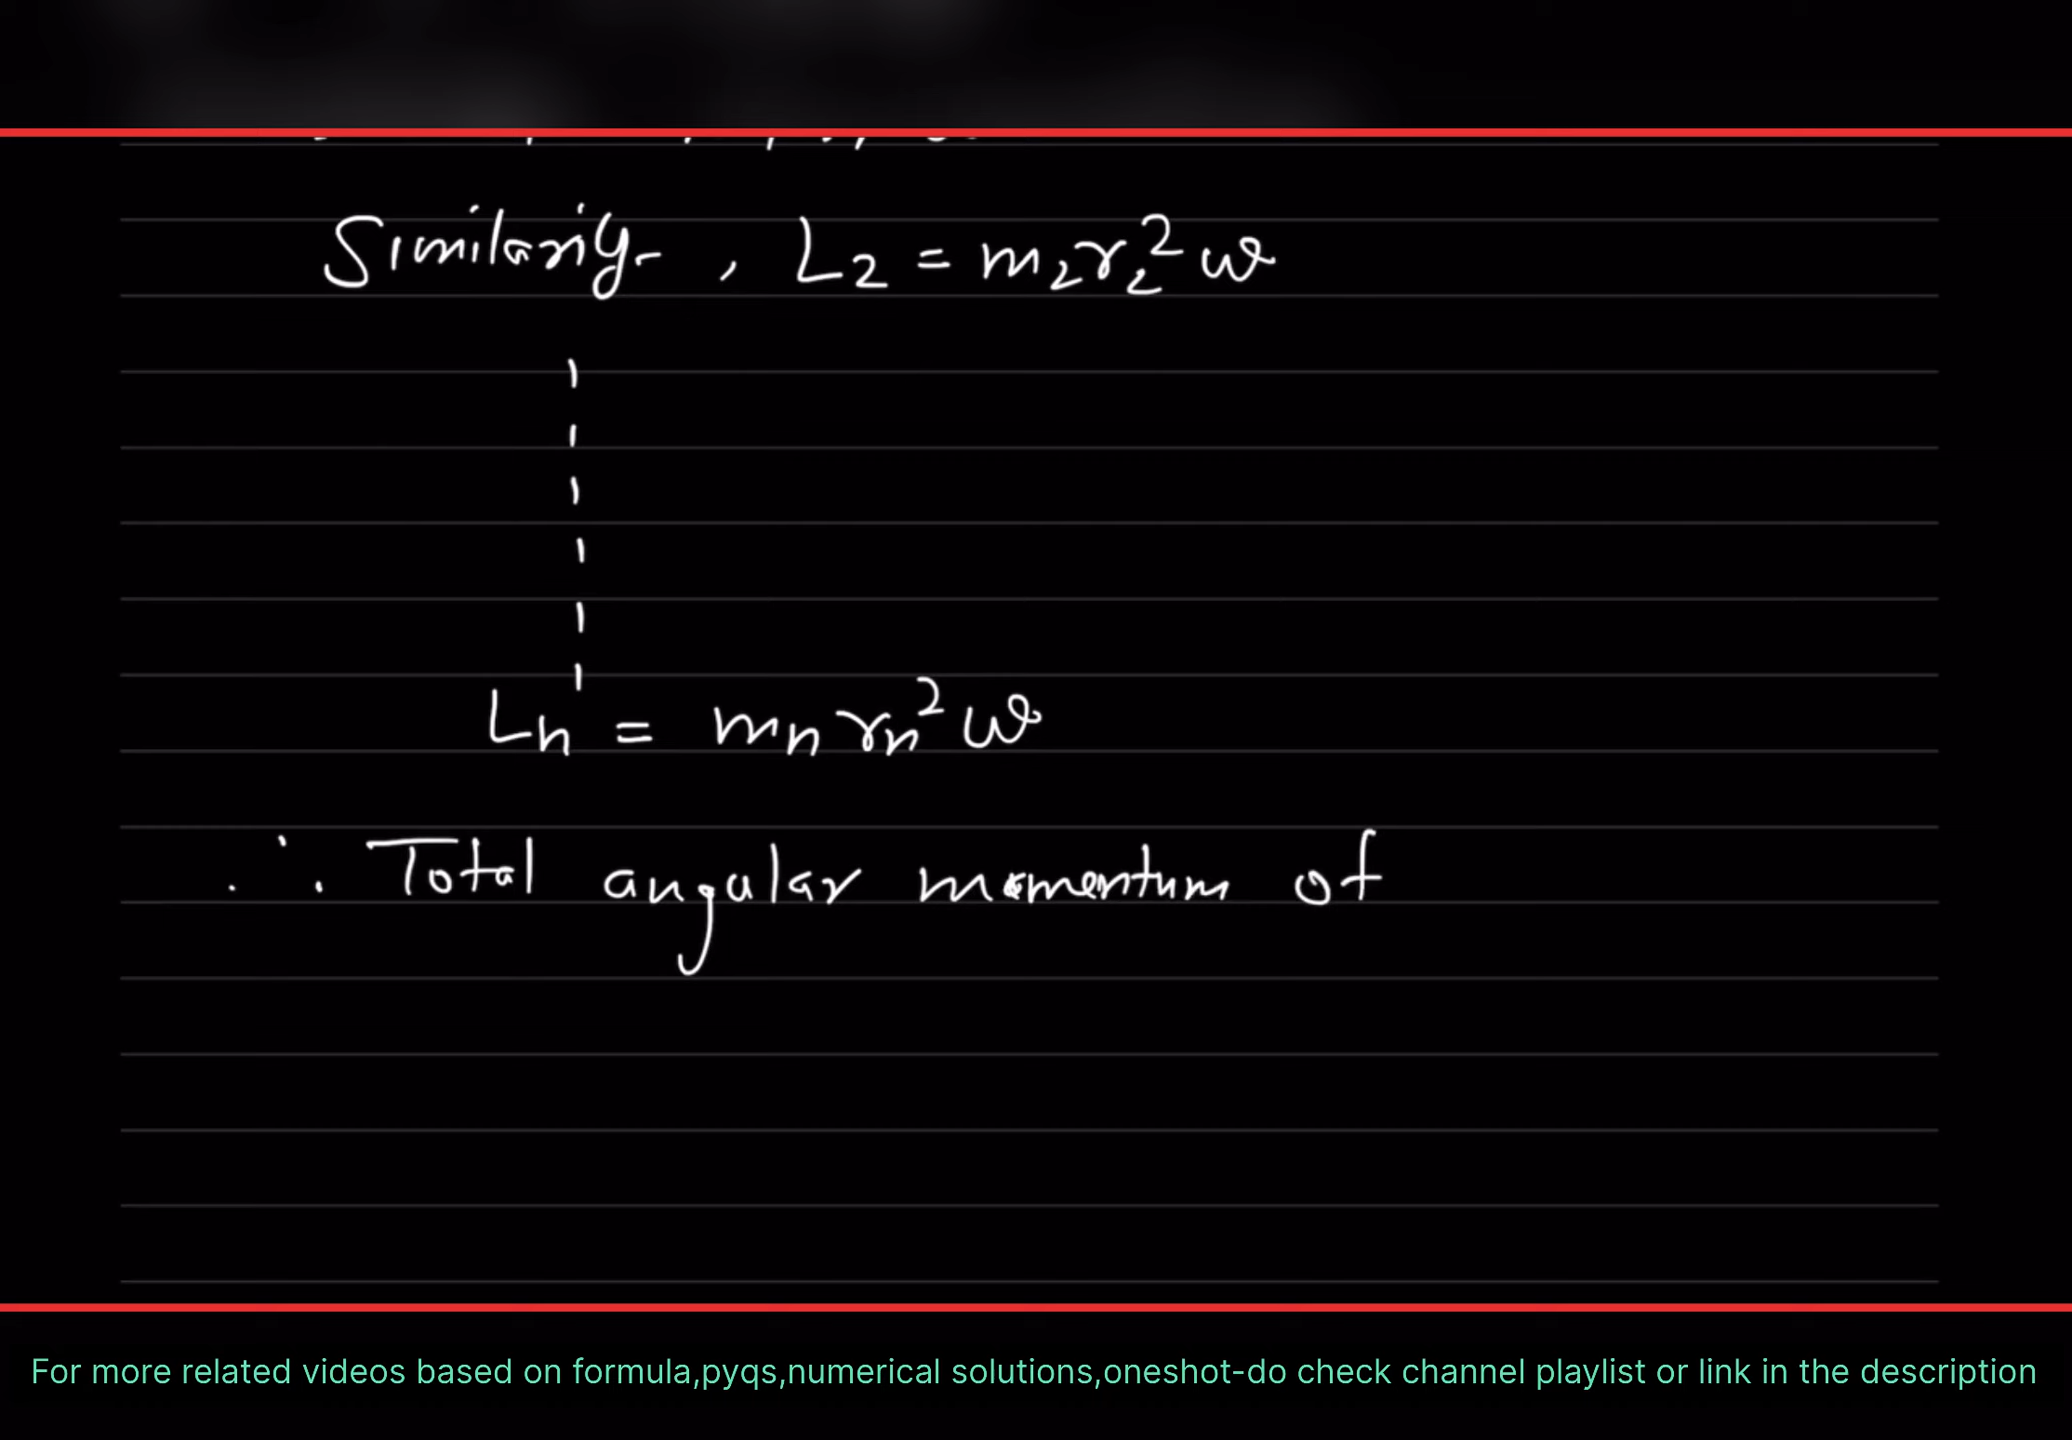 Similarily, L₂ = m₂r₂²ω
Lₙ = mₙrₙ²ω
∴ Total angular momentum of
For more related videos based on formula,pyqs,numerical solutions,oneshot-do check channel playlist or link in the description